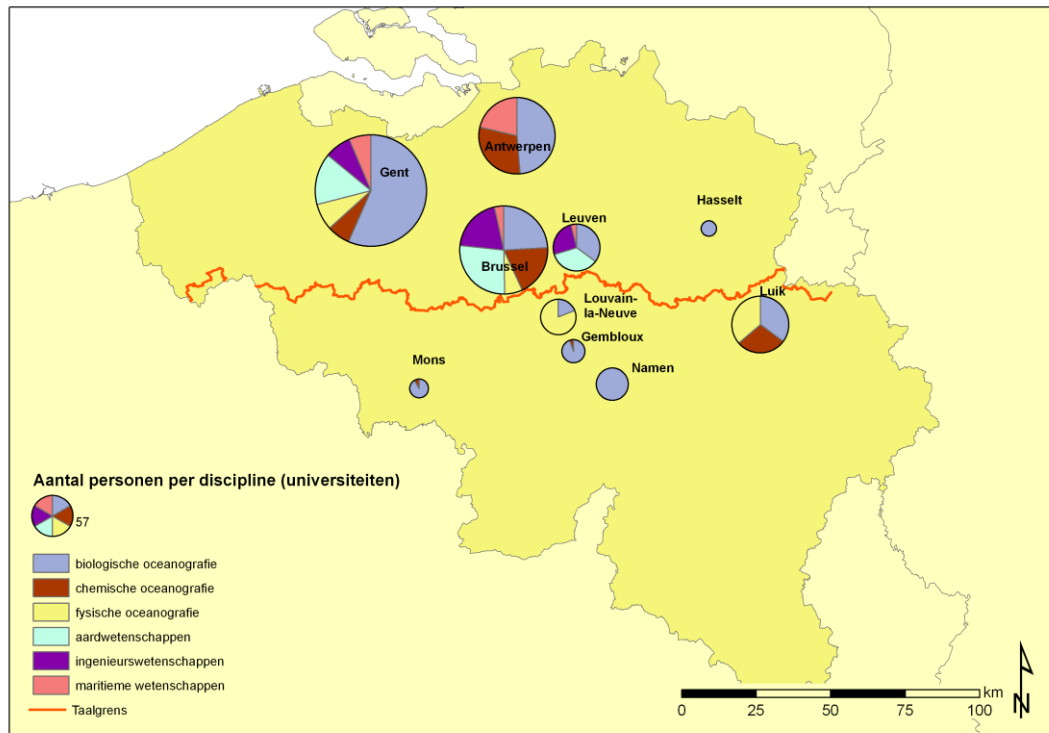 Antwerpen
Gent
Hasselt
Leuven
Brussel
Luik
Louvain-
la-Neuve
Gembloux
Mons
Namen
Aantal personen per discipline (universiteiten)
57
biologische oceanografie
chemische oceanografie
fysische oceanografie
aardwetenschappen
ingenieurswetenschappen
maritieme wetenschappen
Taalgrens
km
0 25 50 75 100
N